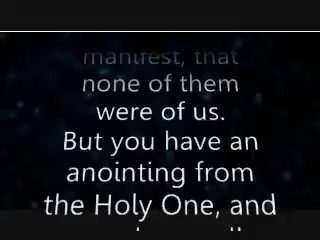 manifest, that
none of them
were of us.
But you have an
anointing from
the Holy One, and